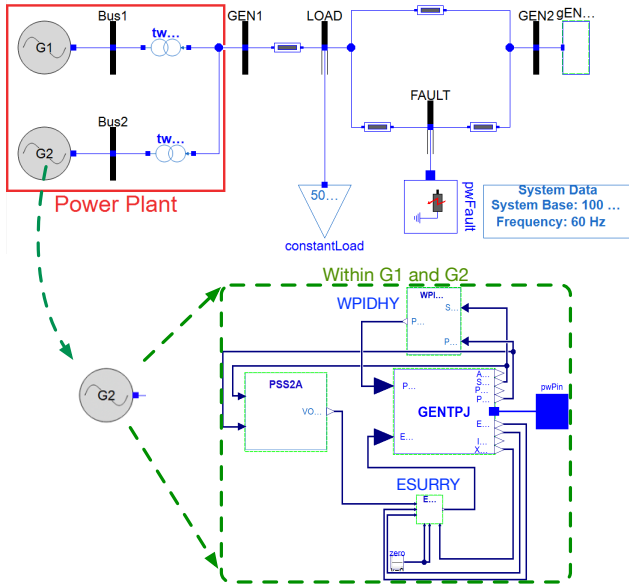 Bus1
GEN1
LOAD
GEN2
gEN...
G1
tw...
FAULT
Bus2
tw...
G2
Power Plant
50...
constantLoad
pwFault
System Data
System Base: 100 ...
Frequency: 60 Hz
Within G1 and G2
WPIDHY
WPI...
S...
P...
P...
G2
PSS2A
VO...
P...
GENTPJ
E...
A...
S...
P...
P...
E...
I...
X...
pwPin
ESURRY
E...
zero